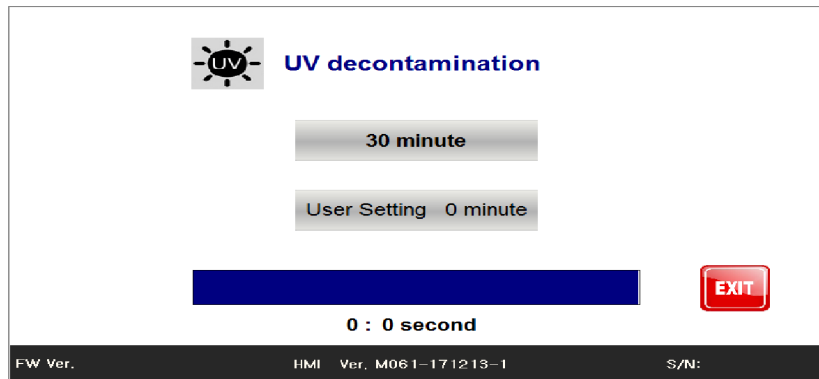 UV UV decontamination
30 minute
User Setting 0 minute
EXIT
0 : 0 second
FW Ver. HMI Ver. M061-171213-1 S/N: